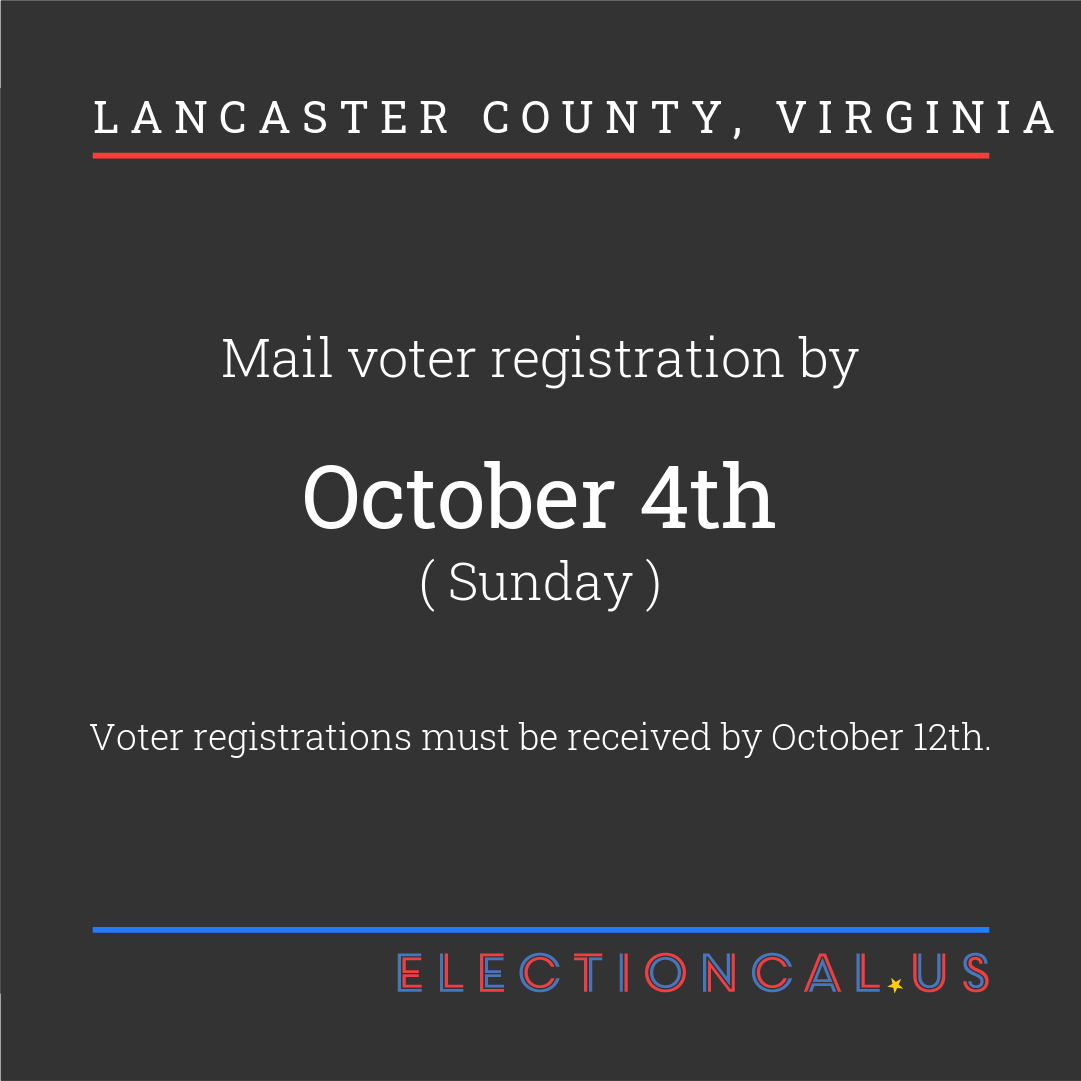 LANCASTER COUNTY, VIRGINIA
Mail voter registration by
October 4th
( Sunday )
Voter registrations must be received by October 12th.
ELECTIONCAL.US